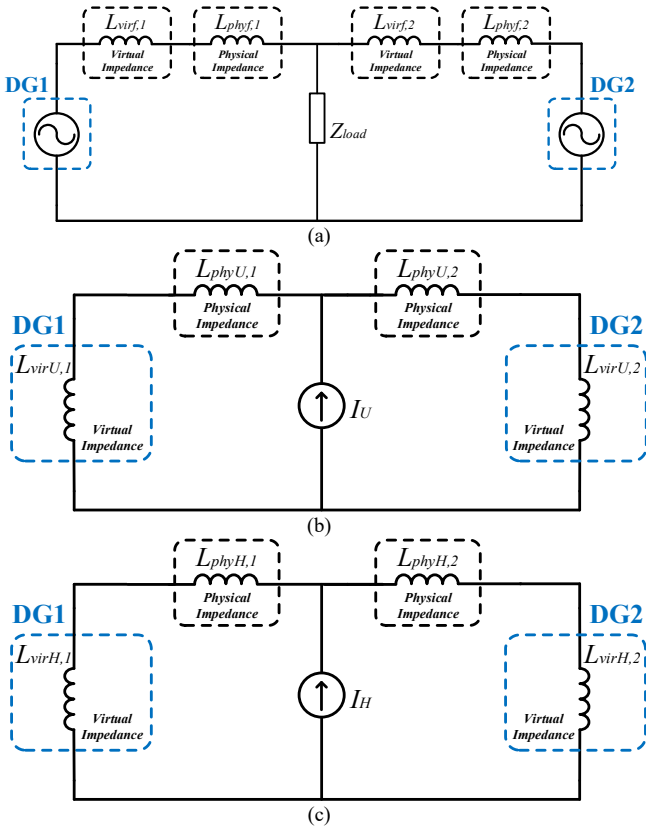 Lvirf,1 Lphyf,1 Lvirf,2 Lphyf,2
Virtual Impedance
Physical Impedance
Virtual Impedance
Physical Impedance
DG1
DG2
Zload
(a)
LphyU,1 LphyU,2
Physical Impedance
Physical Impedance
DG1
DG2
LvirU,1
LvirU,2
IU
Virtual Impedance
Virtual Impedance
(b)
LphyH,1 LphyH,2
Physical Impedance
Physical Impedance
DG1
DG2
LvirH,1
LvirH,2
IH
Virtual Impedance
Virtual Impedance
(c)